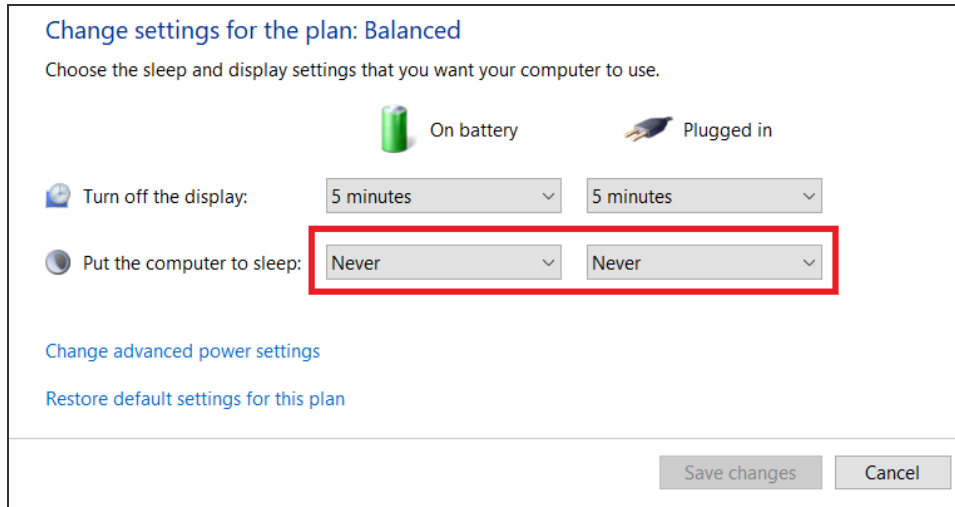 Change settings for the plan: Balanced
Choose the sleep and display settings that you want your computer to use.
On battery Plugged in
Turn off the display: 5 minutes 5 minutes
Put the computer to sleep: Never Never
Change advanced power settings
Restore default settings for this plan
Save changes Cancel